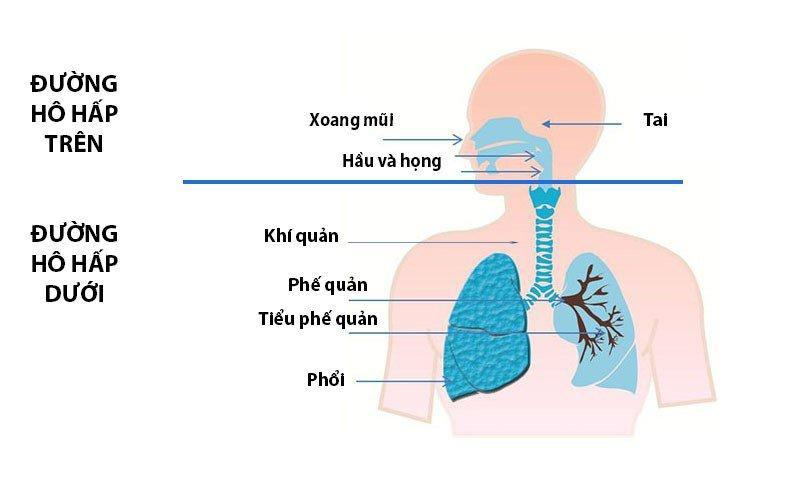 ĐƯỜNG
HÔ HẤP
TRÊN
Xoang mũi
Tai
Hầu và họng
ĐƯỜNG
HÔ HẤP
DƯỚI
Khí quản
Phế quản
Tiểu phế quản
Phổi